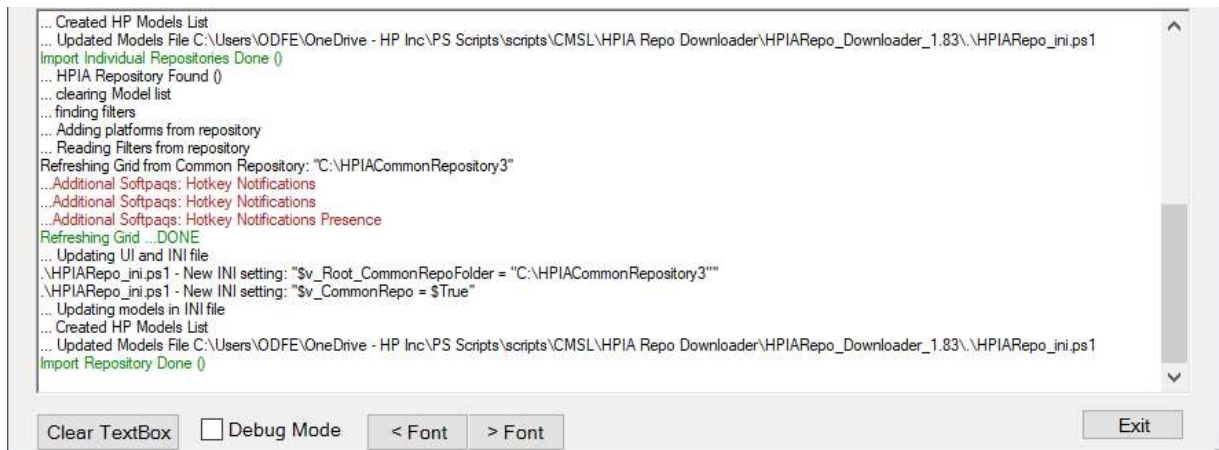 ... Created HP Models List
... Updated Models File C:\Users\ODFE\OneDrive - HP Inc\PS Scripts\scripts\CMSL\HPIA Repo Downloader\HPIARepo_Downloader_1.83\.\HPIARepo_ini.ps1
Import Individual Repositories Done ()
... HPIA Repository Found ()
... clearing Model list
... finding filters
... Adding platforms from repository
... Reading Filters from repository
Refreshing Grid from Common Repository: "C:\HPIACommonRepository3"
...Additional Softpaqs: Hotkey Notifications
...Additional Softpaqs: Hotkey Notifications
...Additional Softpaqs: Hotkey Notifications Presence
Refreshing Grid ...DONE
... Updating UI and INI file
.\HPIARepo_ini.ps1 - New INI setting: "$v_Root_CommonRepoFolder = "C:\HPIACommonRepository3""
.\HPIARepo_ini.ps1 - New INI setting: "$v_CommonRepo = $True"
... Updating models in INI file
... Created HP Models List
... Updated Models File C:\Users\ODFE\OneDrive - HP Inc\PS Scripts\scripts\CMSL\HPIA Repo Downloader\HPIARepo_Downloader_1.83\.\HPIARepo_ini.ps1
Import Repository Done ()
Clear TextBox Debug Mode < Font > Font Exit